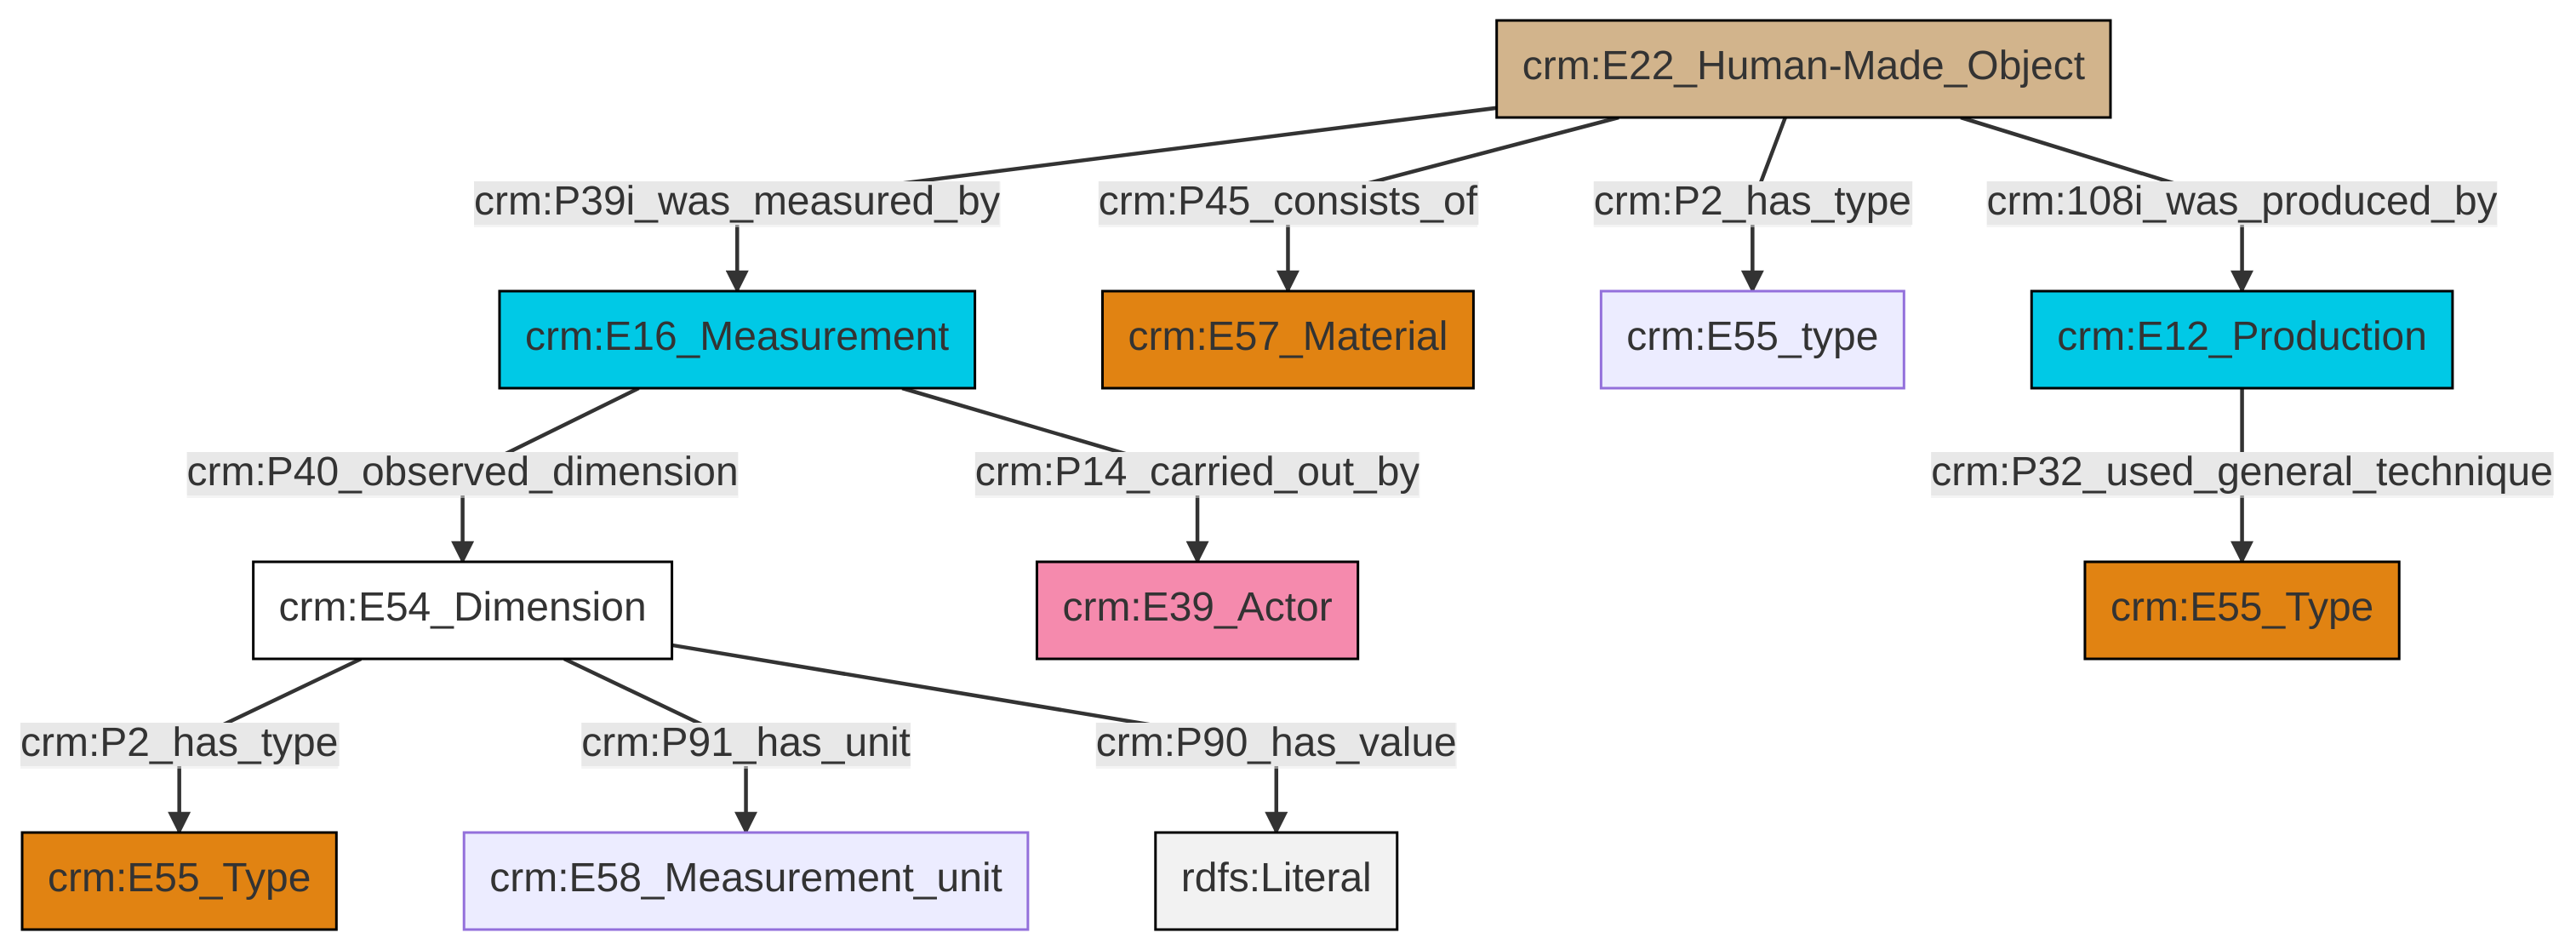 crm:E22_Human-Made_Object
crm:P39i_was_measured_by
crm:P45_consists_of
crm:P2_has_type
crm:108i_was_produced_by
crm:E16_Measurement
crm:E57_Material
crm:E55_type
crm:E12_Production
crm:P40_observed_dimension
crm:P14_carried_out_by
crm:P32_used_general_technique
crm:E54_Dimension
crm:E39_Actor
crm:E55_Type
crm:P2_has_type
crm:P91_has_unit
crm:P90_has_value
crm:E55_Type
crm:E58_Measurement_unit
rdfs:Literal